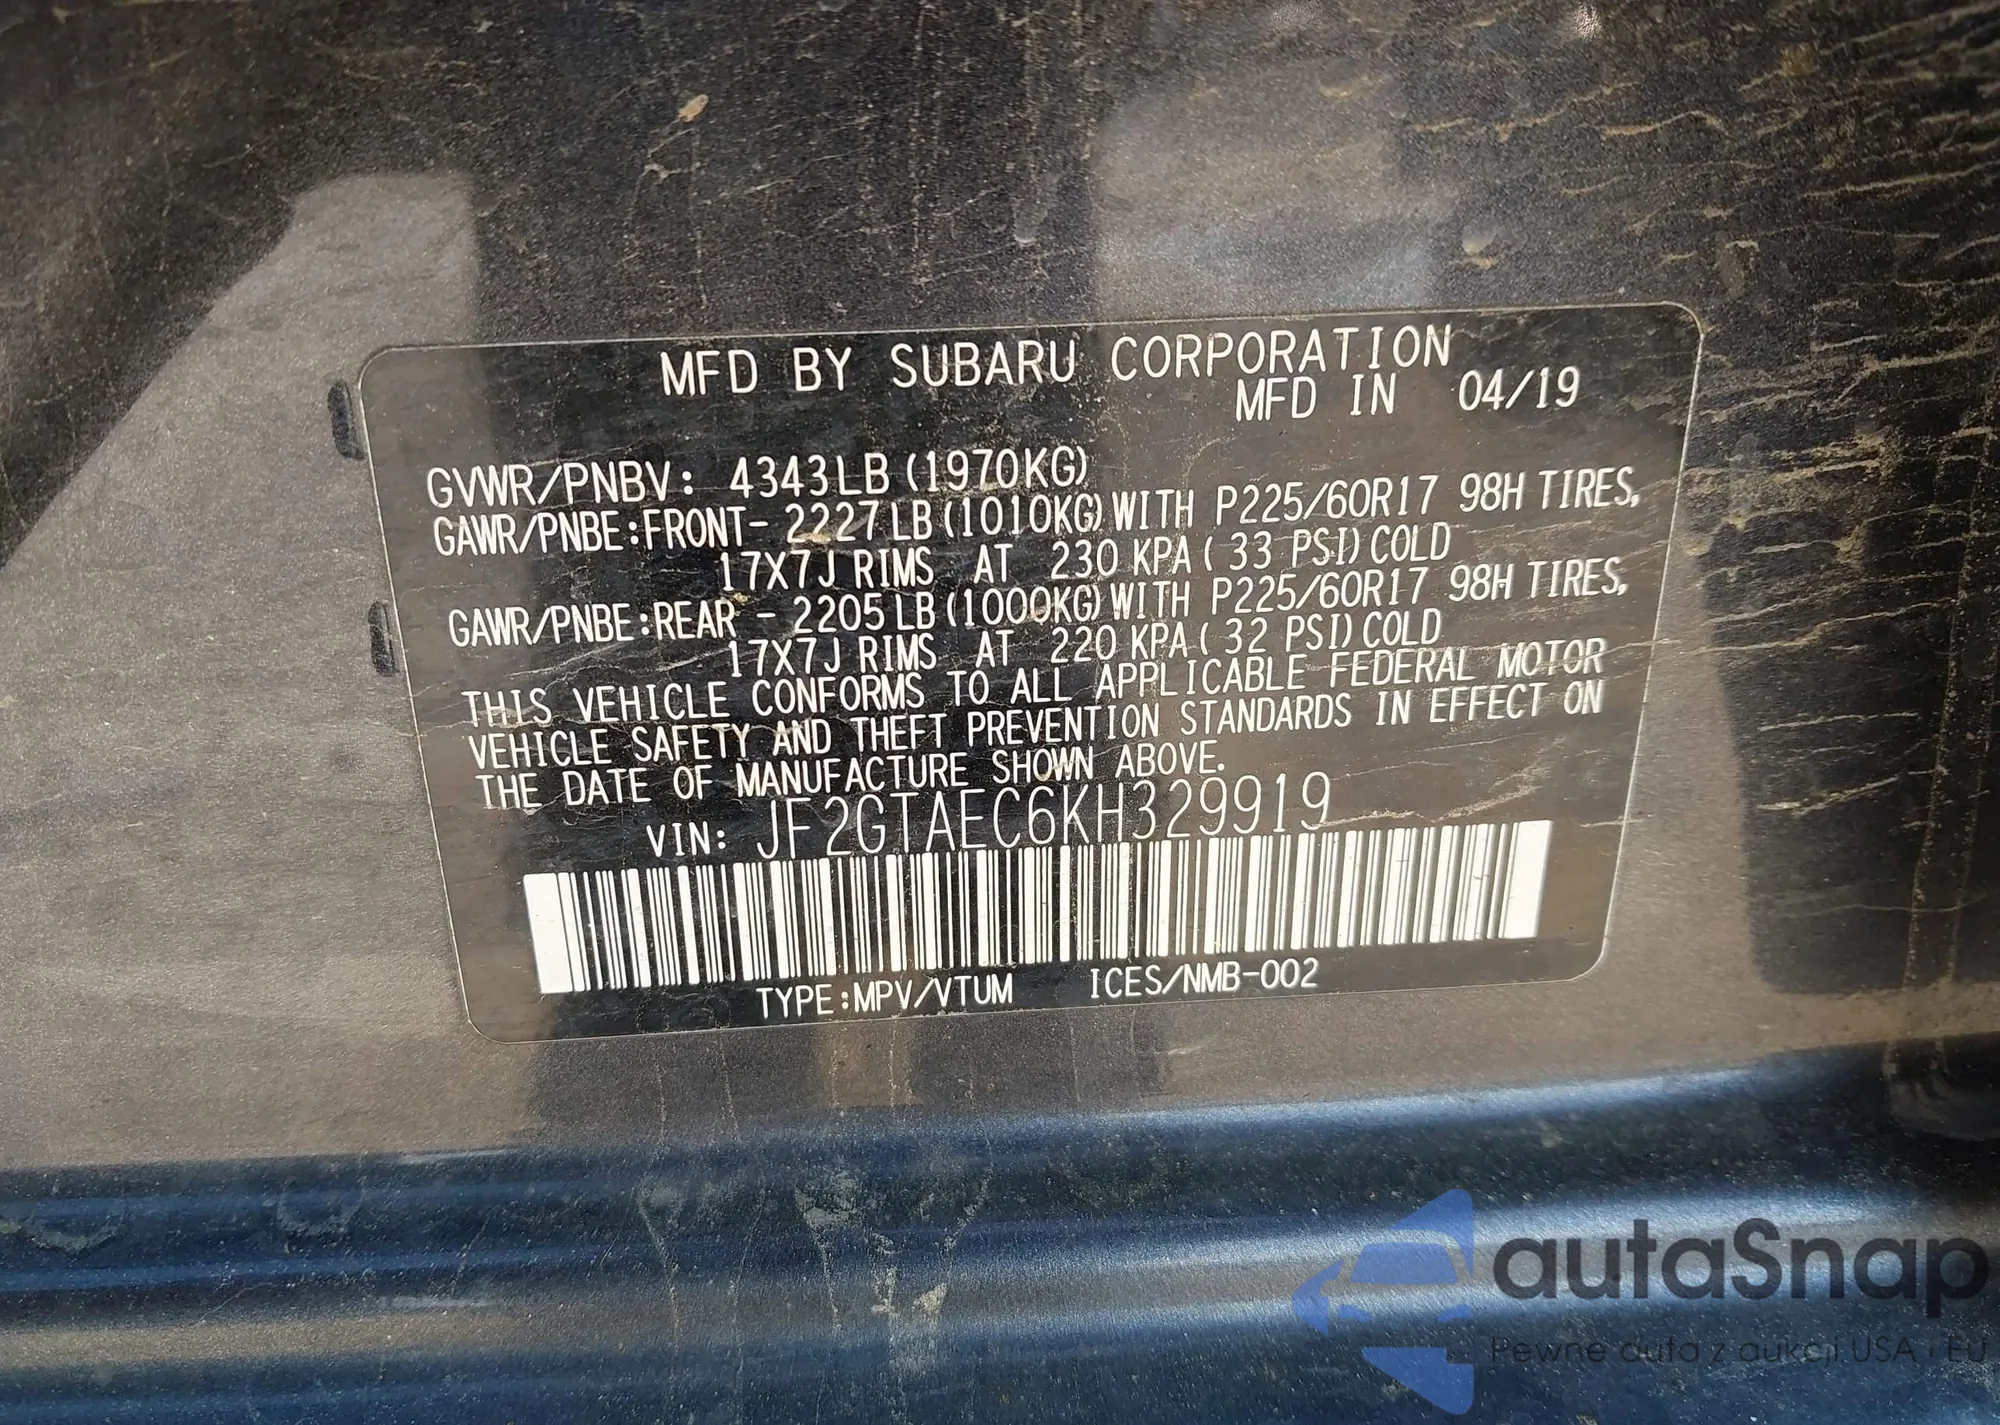 MFD BY SUBARU CORPORATION
MFD IN 04/19
GVWR/PNBV: 4343LB (1970KG)
GAWR/PNBE:FRONT- 2227LB (1010KG) WITH P225/60R17 98H TIRES,
17X7J RIMS AT 230 KPA ( 33 PSI) COLD
GAWR/PNBE:REAR - 2205LB (1000KG) WITH P225/60R17 98H TIRES,
17X7J RIMS AT 220 KPA ( 32 PSI) COLD
THIS VEHICLE CONFORMS TO ALL APPLICABLE FEDERAL MOTOR
VEHICLE SAFETY AND THEFT PREVENTION STANDARDS IN EFFECT ON
THE DATE OF MANUFACTURE SHOWN ABOVE.
VIN: JF2GTAEC6KH329919
TYPE:MPV/VTUM ICES/NMB-002
autaSnap
Pewne auta z aukcji USA i EU